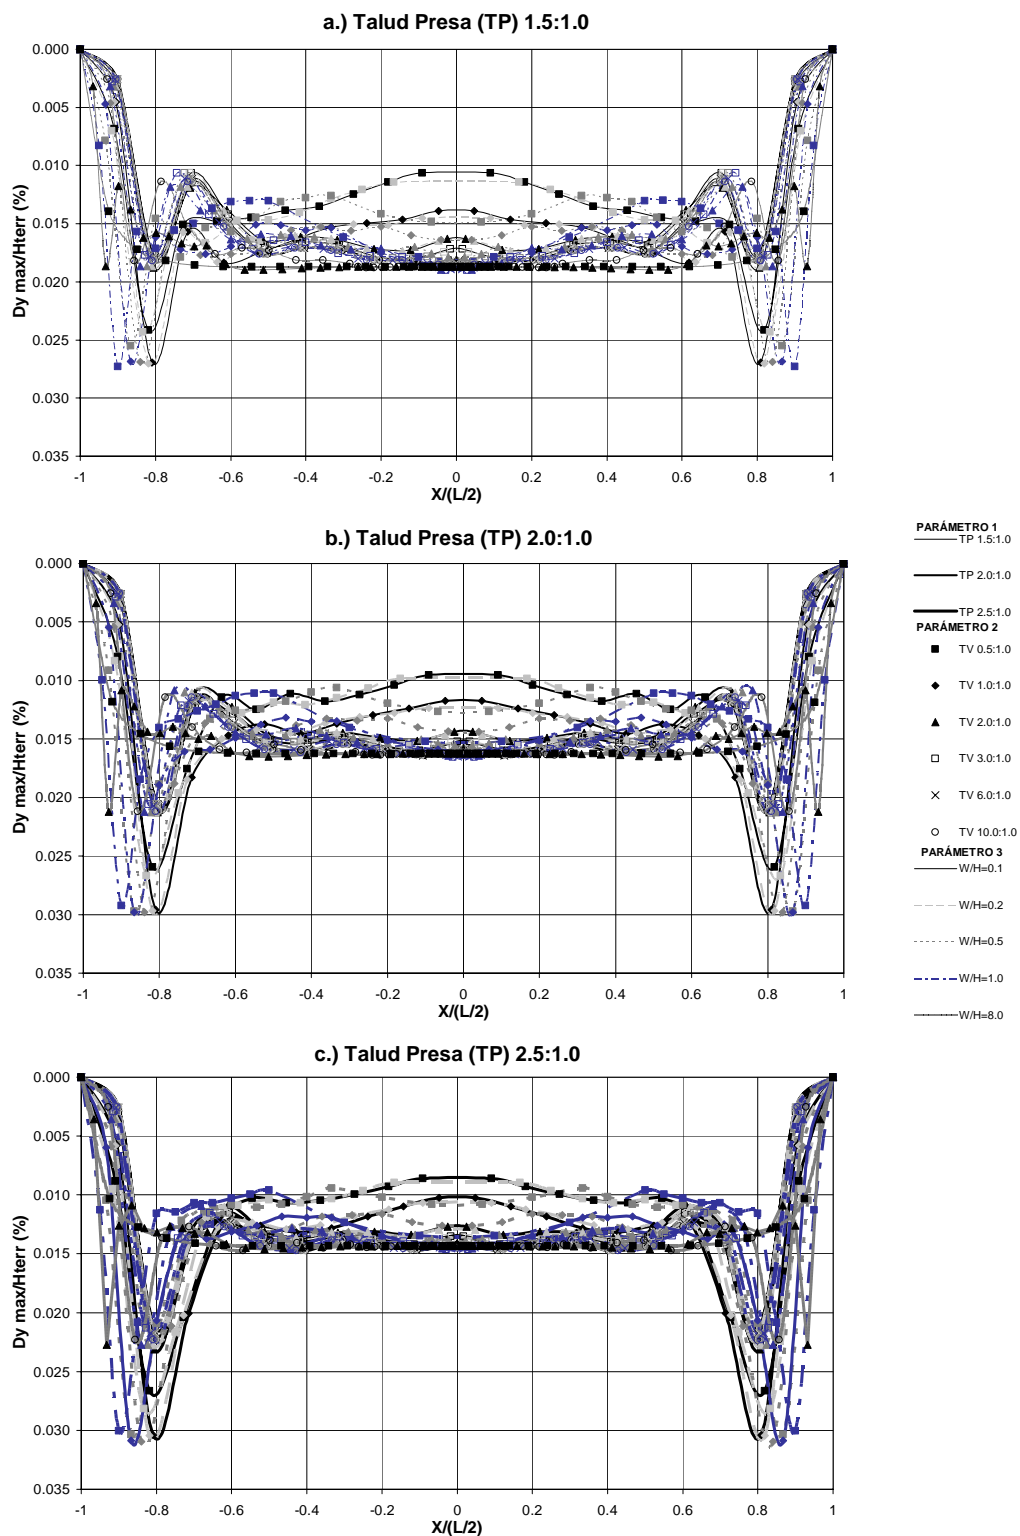 a.) Talud Presa (TP) 1.5:1.0
0.000
0.005
0.010
0.015
0.020
0.025
0.030
0.035
Dy max/Hterr (%)
-1 -0.8 -0.6 -0.4 -0.2 0 0.2 0.4 0.6 0.8 1
X/(L/2)
b.) Talud Presa (TP) 2.0:1.0
0.000
0.005
0.010
0.015
0.020
0.025
0.030
0.035
Dy max/Hterr (%)
-1 -0.8 -0.6 -0.4 -0.2 0 0.2 0.4 0.6 0.8 1
X/(L/2)
PARÁMETRO 1
TP 1.5:1.0
TP 2.0:1.0
TP 2.5:1.0
PARÁMETRO 2
TV 0.5:1.0
TV 1.0:1.0
TV 2.0:1.0
TV 3.0:1.0
TV 6.0:1.0
TV 10.0:1.0
PARÁMETRO 3
W/H=0.1
W/H=0.2
W/H=0.5
W/H=1.0
W/H=8.0
c.) Talud Presa (TP) 2.5:1.0
0.000
0.005
0.010
0.015
0.020
0.025
0.030
0.035
Dy max/Hterr (%)
-1 -0.8 -0.6 -0.4 -0.2 0 0.2 0.4 0.6 0.8 1
X/(L/2)